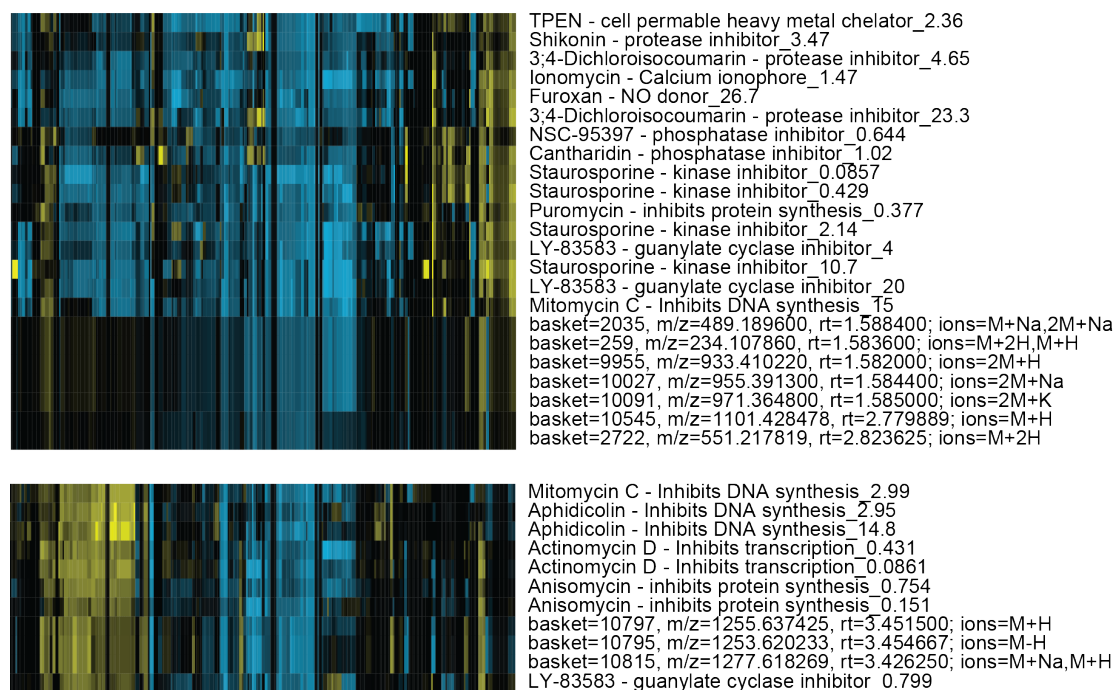 TPEN - cell permable heavy metal chelator_2.36
Shikonin - protease inhibitor_3.47
3;4-Dichloroisocoumarin - protease inhibitor_4.65
Ionomycin - Calcium ionophore_1.47
Furoxan - NO donor_26.7
3;4-Dichloroisocoumarin - protease inhibitor_23.3
NSC-95397 - phosphatase inhibitor_0.644
Cantharidin - phosphatase inhibitor_1.02
Staurosporine - kinase inhibitor_0.0857
Staurosporine - kinase inhibitor_0.429
Puromycin - inhibits protein synthesis_0.377
Staurosporine - kinase inhibitor_2.14
LY-83583 - guanylate cyclase inhibitor_4
Staurosporine - kinase inhibitor_10.7
LY-83583 - guanylate cyclase inhibitor_20
Mitomycin C - Inhibits DNA synthesis_15
basket=2035, m/z=489.189600, rt=1.588400; ions=M+Na,2M+Na
basket=259, m/z=234.107860, rt=1.583600; ions=M+2H,M+H
basket=9955, m/z=933.410220, rt=1.582000; ions=2M+H
basket=10027, m/z=955.391300, rt=1.584400; ions=2M+Na
basket=10091, m/z=971.364800, rt=1.585000; ions=2M+K
basket=10545, m/z=1101.428478, rt=2.779889; ions=M+H
basket=2722, m/z=551.217819, rt=2.823625; ions=M+2H
Mitomycin C - Inhibits DNA synthesis_2.99
Aphidicolin - Inhibits DNA synthesis_2.95
Aphidicolin - Inhibits DNA synthesis_14.8
Actinomycin D - Inhibits transcription_0.431
Actinomycin D - Inhibits transcription_0.0861
Anisomycin - inhibits protein synthesis_0.754
Anisomycin - inhibits protein synthesis_0.151
basket=10797, m/z=1255.637425, rt=3.451500; ions=M+H
basket=10795, m/z=1253.620233, rt=3.454667; ions=M-H
basket=10815, m/z=1277.618269, rt=3.426250; ions=M+Na,M+H
LY-83583 - guanylate cyclase inhibitor_0.799